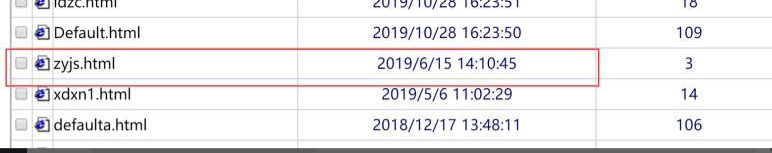 ldzc.html 2019/10/28 16:23:51 18
Default.html 2019/10/28 16:23:50 109
zyjs.html 2019/6/15 14:10:45 3
xdxn1.html 2019/5/6 11:02:29 14
defaulta.html 2018/12/17 13:48:11 106